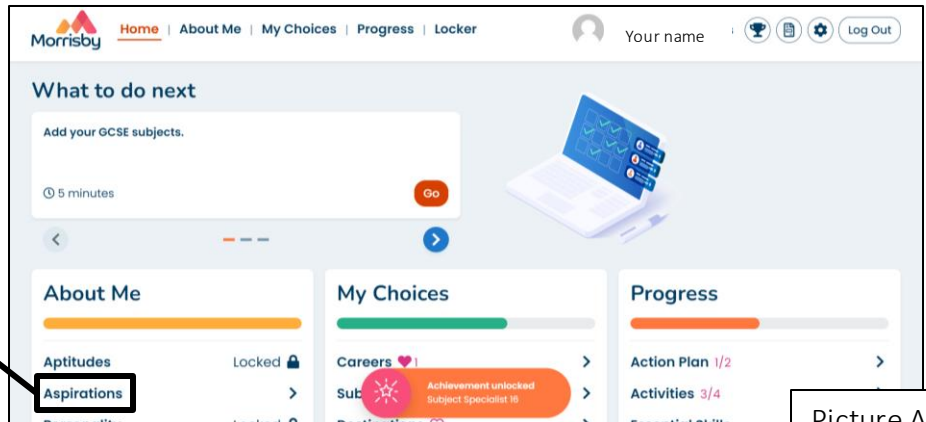 Morrisby
Home | About Me | My Choices | Progress | Locker
Your name
Log Out
What to do next
Add your GCSE subjects.
5 minutes
Go
About Me
Aptitudes Locked
Aspirations
My Choices
Careers 1
Sub
Achievement unlocked
Subject Specialist 16
Progress
Action Plan 1/2
Activities 3/4
Picture A